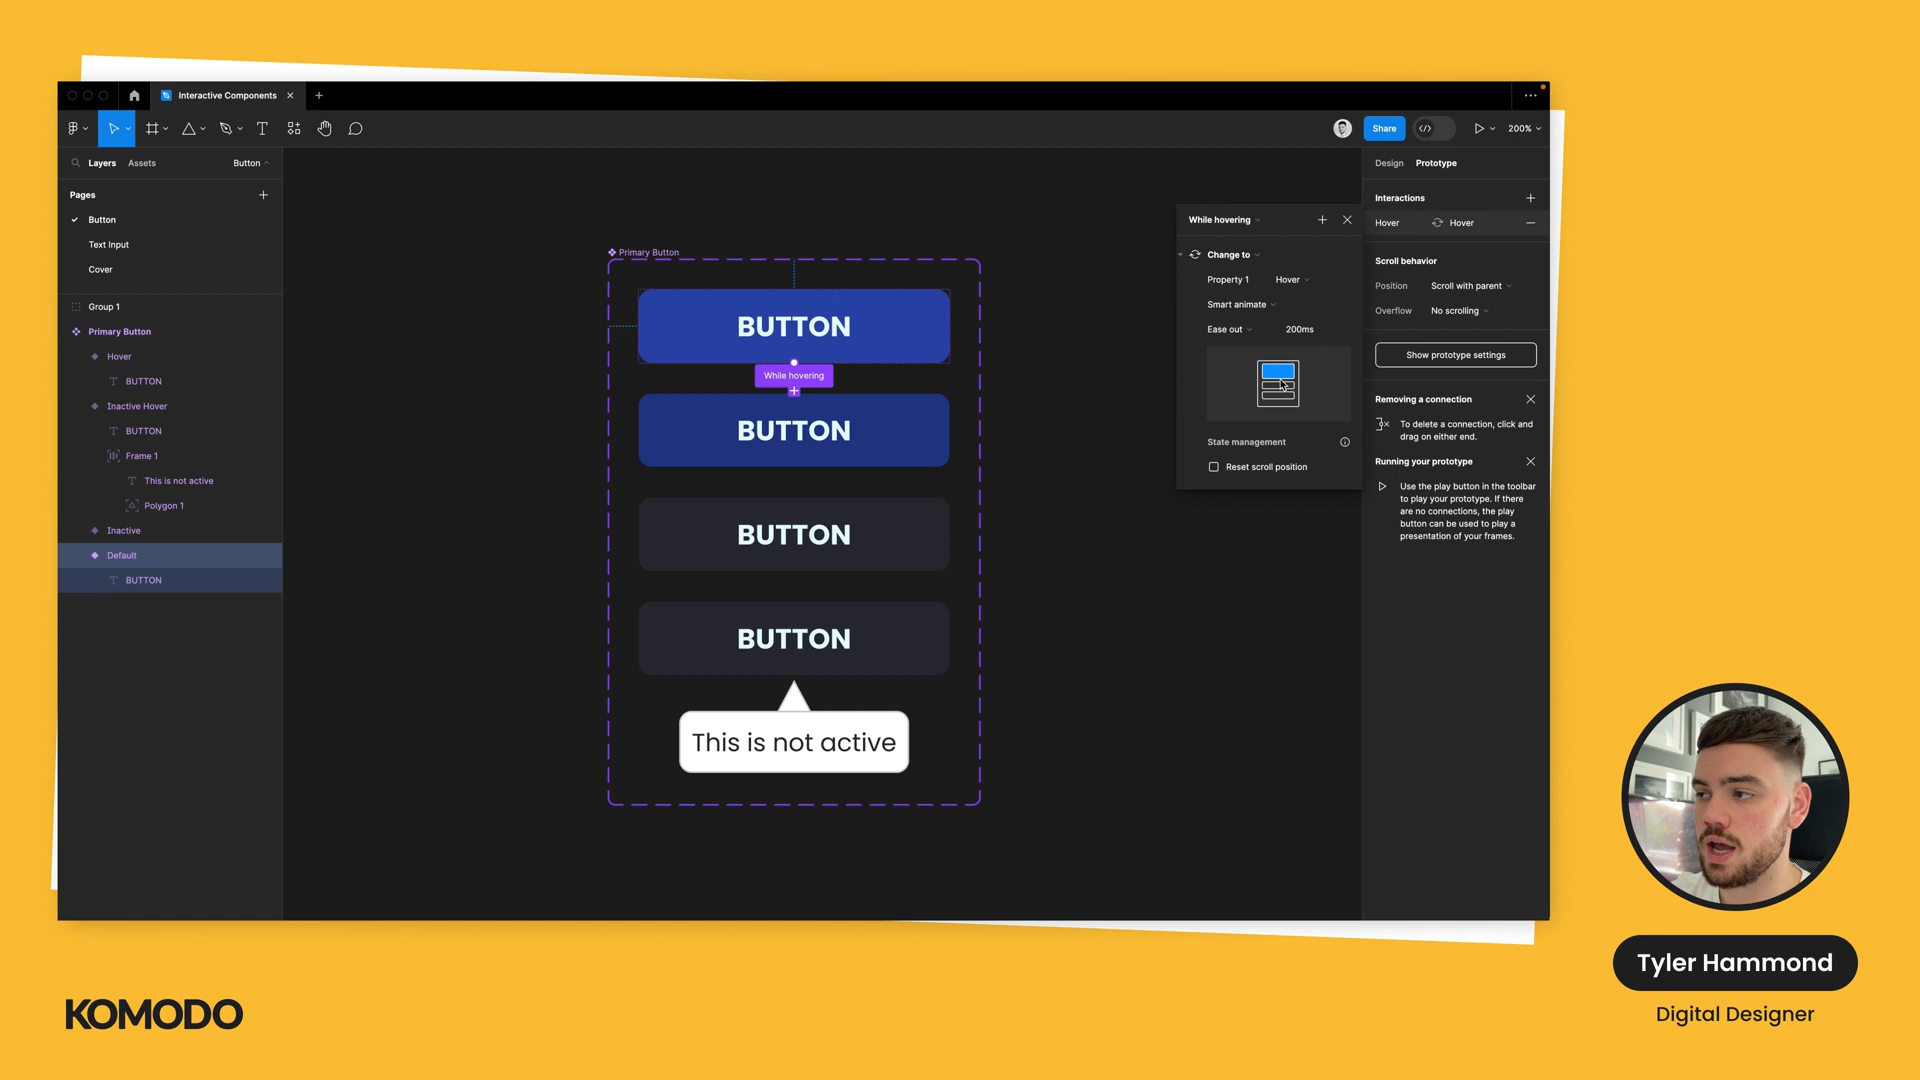 Interactive Components
Share
200%
Layers
Assets
Button
Pages
Button
Text Input
Cover
Group 1
Primary Button
Hover
BUTTON
Inactive Hover
BUTTON
Frame 1
This is not active
Polygon 1
Inactive
Default
BUTTON
Primary Button
BUTTON
While hovering
BUTTON
BUTTON
BUTTON
This is not active
While hovering
Change to
Property 1
Hover
Smart animate
Ease out
200ms
State management
Reset scroll position
Design
Prototype
Interactions
Hover
Hover
Scroll behavior
Position
Scroll with parent
Overflow
No scrolling
Show prototype settings
Removing a connection
To delete a connection, click and
drag on either end.
Running your prototype
Use the play button in the toolbar
to play your prototype. If there
are no connections, the play
button can be used to play a
presentation of your frames.
Tyler Hammond
Digital Designer
KOMODO